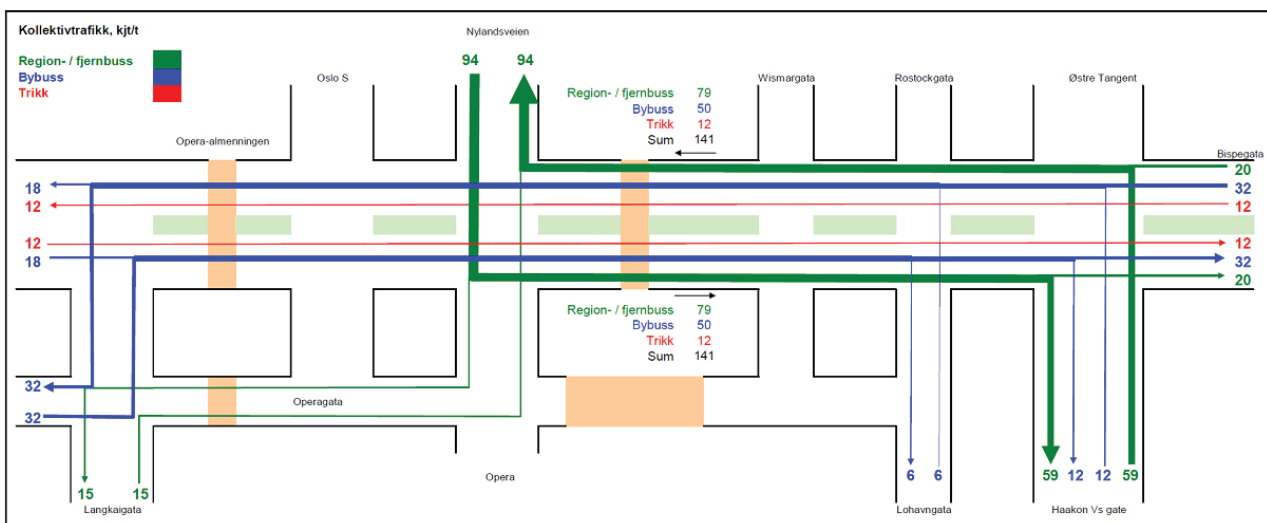 Kollektivtrafikk, kjt/t
Region- / fjernbuss
Bybuss
Trikk
Nylandsveien
94 94
Oslo S
Wismargata
Rostockgata
Østre Tangent
Region- / fjernbuss 79
Bybuss 50
Trikk 12
Sum 141
Opera-almenningen
Bispegata
18
12
20
32
12
12
18
12
32
20
Region- / fjernbuss 79
Bybuss 50
Trikk 12
Sum 141
32
32
Operagata
15 15
Langkaigata
Opera
6 6
Lohavngata
59 12 12 59
Haakon Vs gate